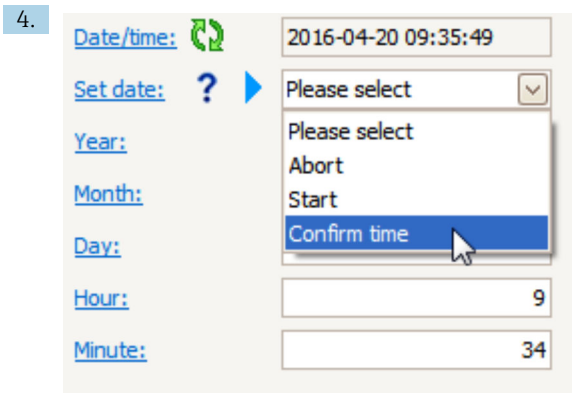 4.
Date/time: 2016-04-20 09:35:49
Set date: ? Please select
Please select
Year:
Abort
Month:
Start
Confirm time
Day:
Hour: 9
Minute: 34